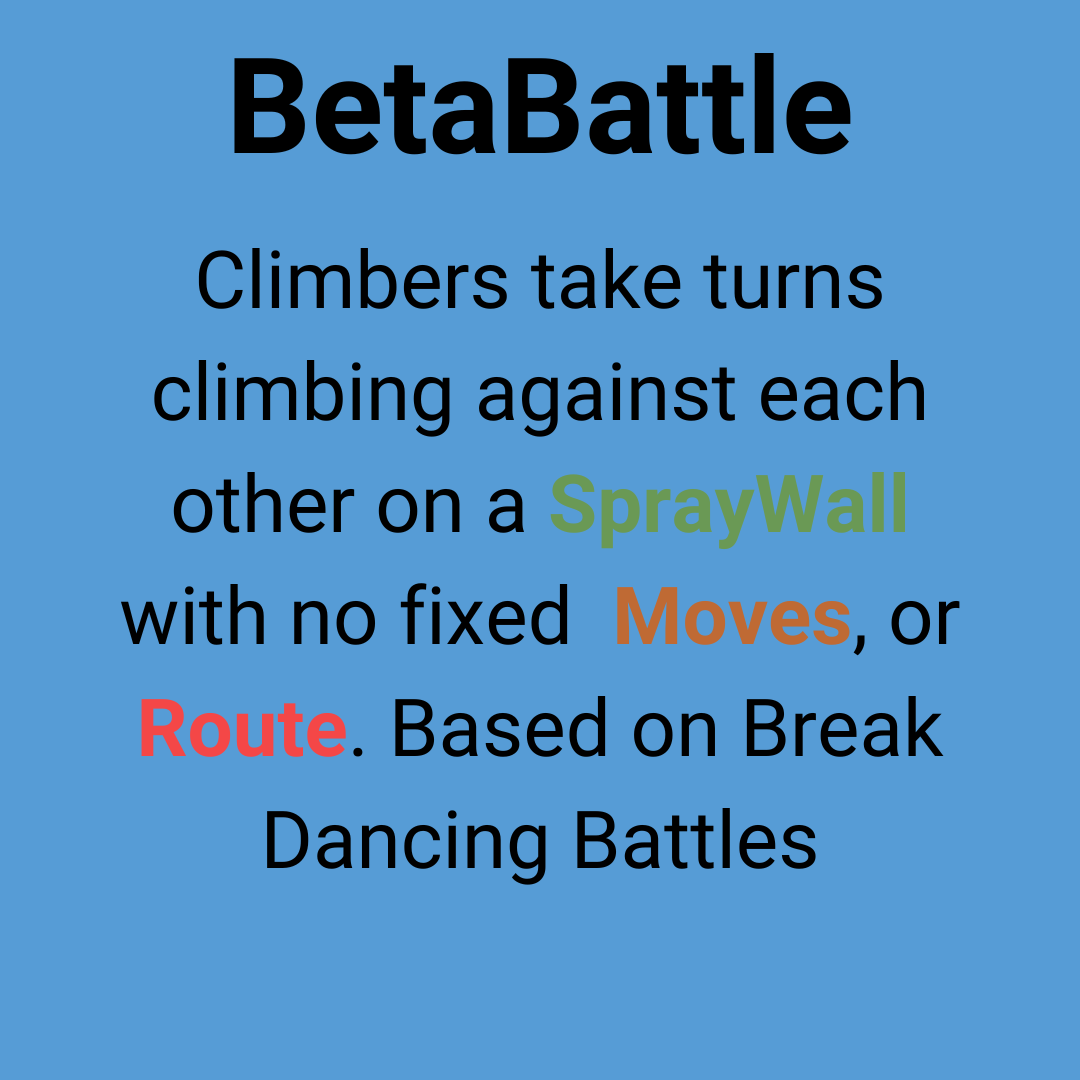 BetaBattle
Climbers take turns
climbing against each
other on a SprayWall
with no fixed  Moves, or
Route. Based on Break
Dancing Battles